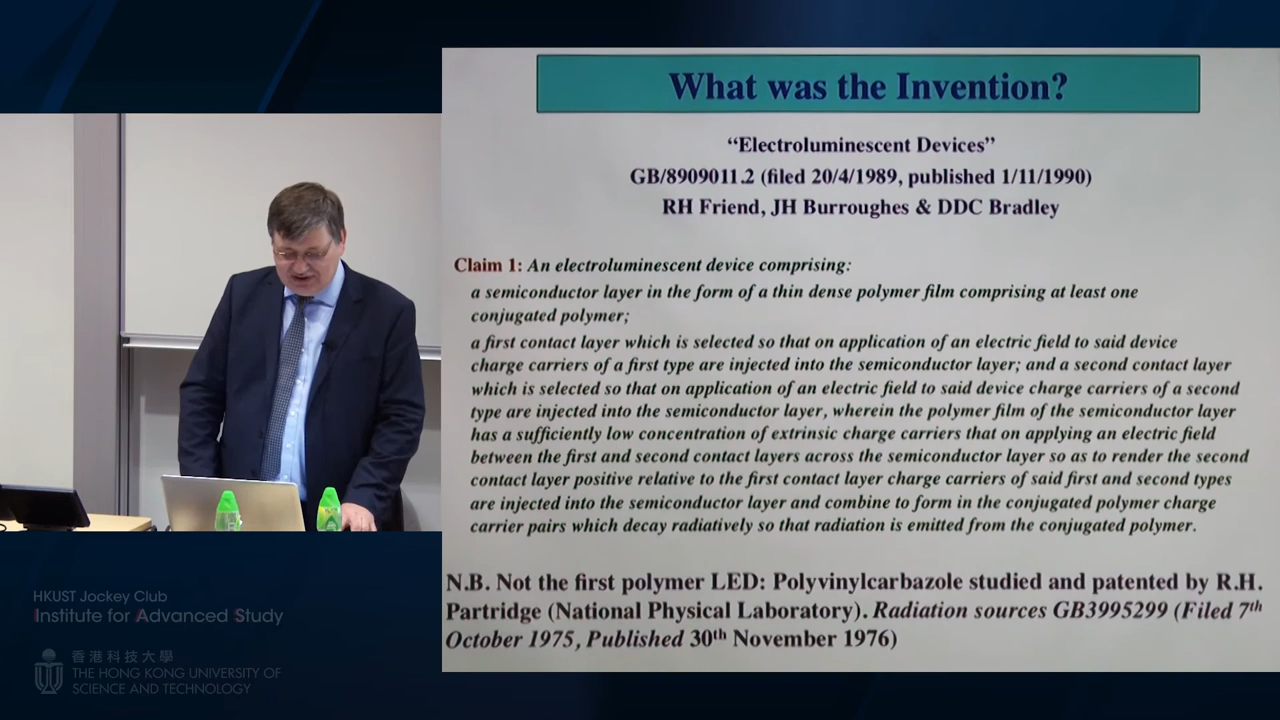 What was the Invention?
“Electroluminescent Devices”
GB/8909011.2 (filed 20/4/1989, published 1/11/1990)
RH Friend, JH Burroughes & DDC Bradley
Claim 1: An electroluminescent device comprising:
a semiconductor layer in the form of a thin dense polymer film comprising at least one
conjugated polymer;
a first contact layer which is selected so that on application of an electric field to said device
charge carriers of a first type are injected into the semiconductor layer; and a second contact layer
which is selected so that on application of an electric field to said device charge carriers of a second
type are injected into the semiconductor layer, wherein the polymer film of the semiconductor layer
has a sufficiently low concentration of extrinsic charge carriers that on applying an electric field
between the first and second contact layers across the semiconductor layer so as to render the second
contact layer positive relative to the first contact layer charge carriers of said first and second types
are injected into the semiconductor layer and combine to form in the conjugated polymer charge
carrier pairs which decay radiatively so that radiation is emitted from the conjugated polymer.
N.B. Not the first polymer LED: Polyvinylcarbazole studied and patented by R.H.
Partridge (National Physical Laboratory). Radiation sources GB3995299 (Filed 7th
October 1975, Published 30th November 1976)
HKUST Jockey Club
Institute for Advanced Study
香港科技大學
THE HONG KONG UNIVERSITY OF
SCIENCE AND TECHNOLOGY